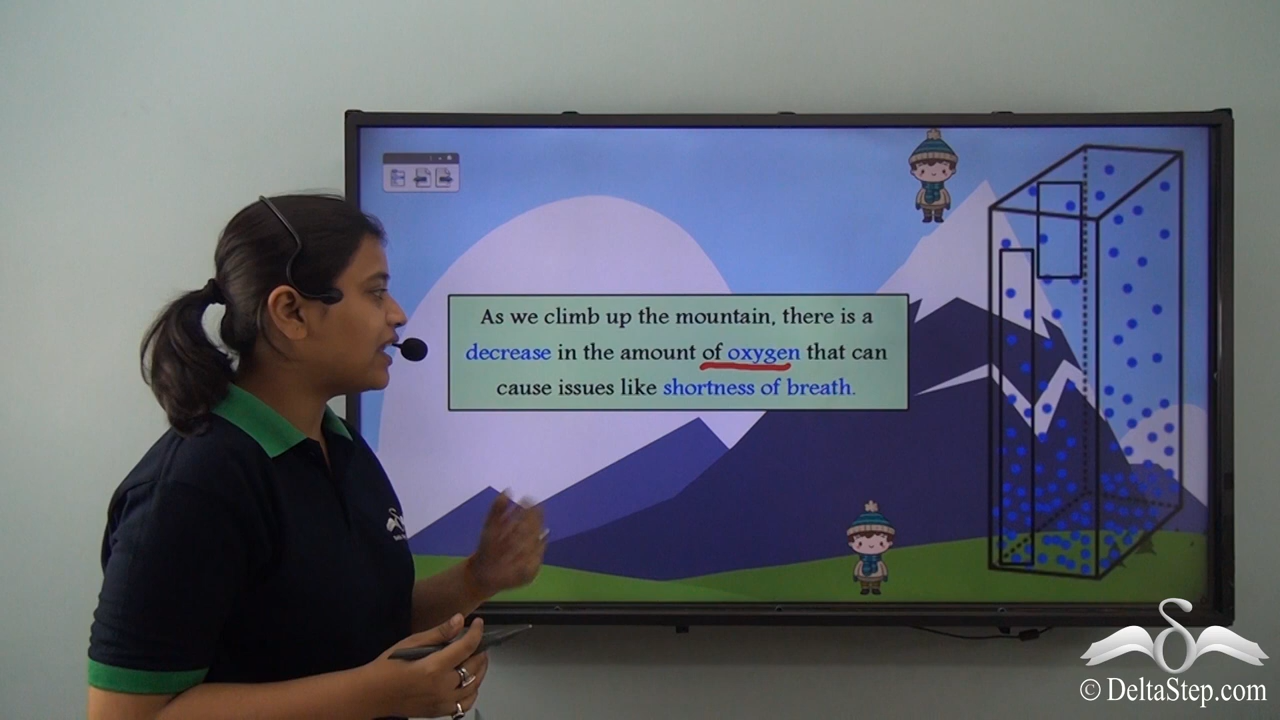 As we climb up the mountain, there is a
decrease in the amount of oxygen that can
cause issues like shortness of breath.
© DeltaStep.com